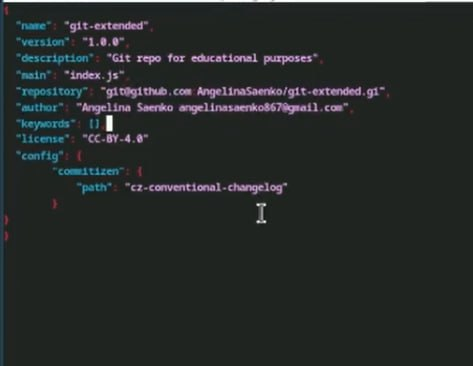 {
"name": "git-extended",
"version": "1.0.0",
"description": "Git repo for educational purposes",
"main": "index.js",
"repository": "git@github.com:AngelinaSaenko/git-extended.gi",
"author": "Angelina Saenko angelinasaenko867@gmail.com",
"keywords": [],
"license": "CC-BY-4.0"
"config": {
"commitizen": {
"path": "cz-conventional-changelog"
}
}
}